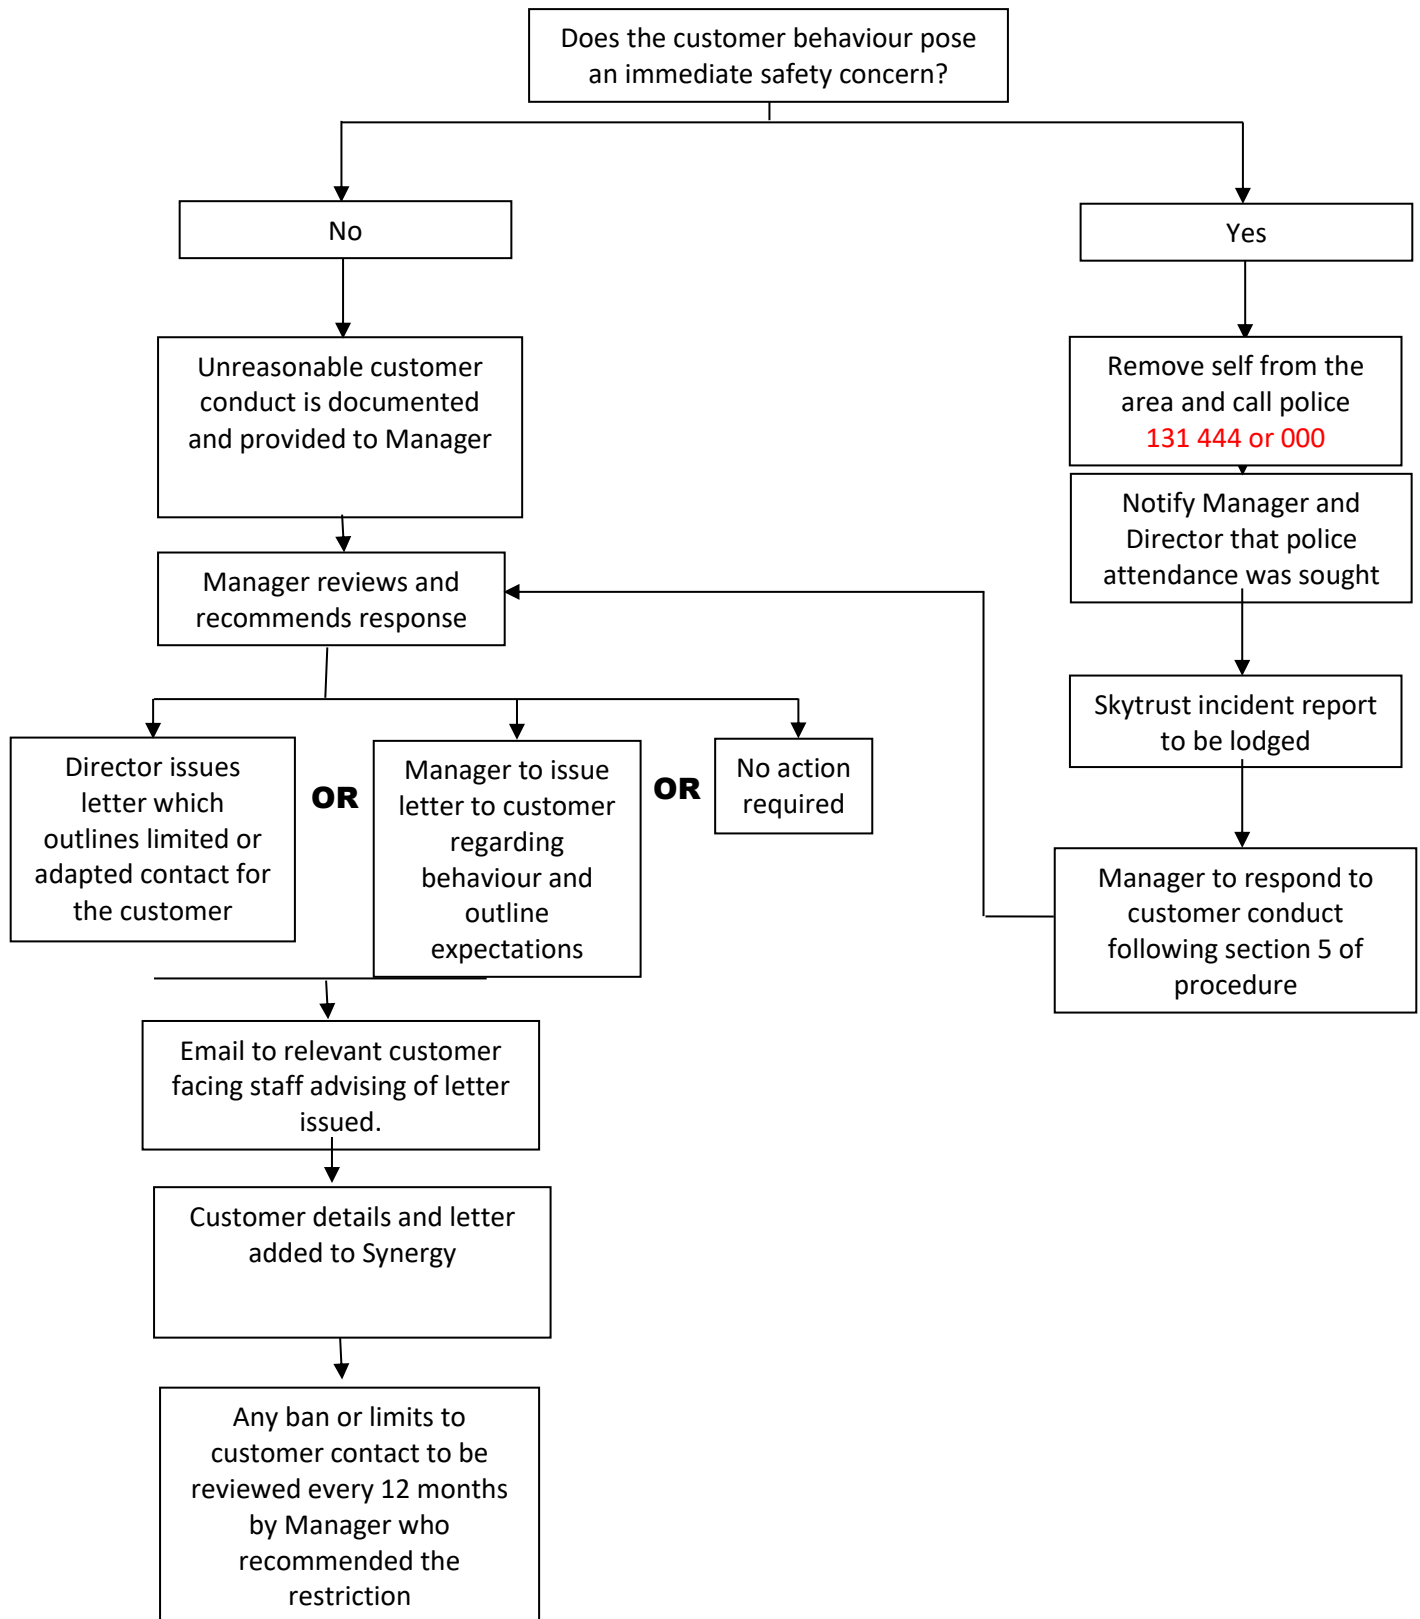 Does the customer behaviour pose
an immediate safety concern?
No
Yes
Unreasonable customer
conduct is documented
and provided to Manager
Remove self from the
area and call police
131 444 or 000
Notify Manager and
Director that police
attendance was sought
Manager reviews and
recommends response
Skytrust incident report
to be lodged
Director issues
letter which
outlines limited or
adapted contact for
the customer
OR
Manager to issue
letter to customer
regarding
behaviour and
outline
expectations
OR
No action
required
Manager to respond to
customer conduct
following section 5 of
procedure
Email to relevant customer
facing staff advising of letter
issued.
Customer details and letter
added to Synergy
Any ban or limits to
customer contact to be
reviewed every 12 months
by Manager who
recommended the
restriction